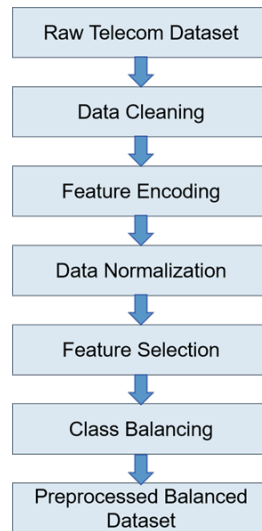 Raw Telecom Dataset
Data Cleaning
Feature Encoding
Data Normalization
Feature Selection
Class Balancing
Preprocessed Balanced
Dataset